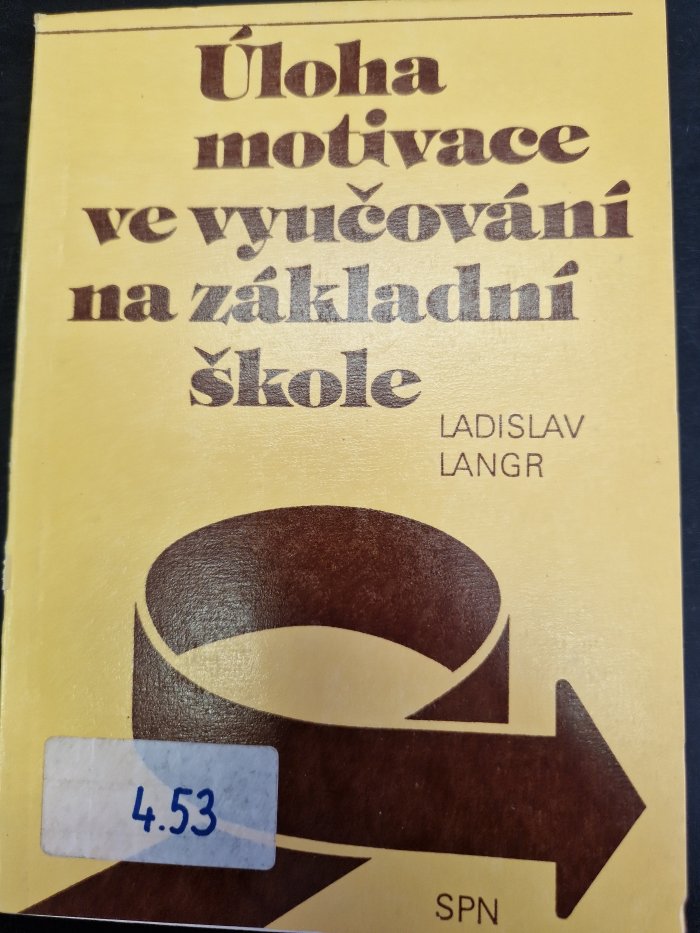 Úloha
motivace
ve vyučování
na základní
škole
LADISLAV
LANGR
4.53
SPN